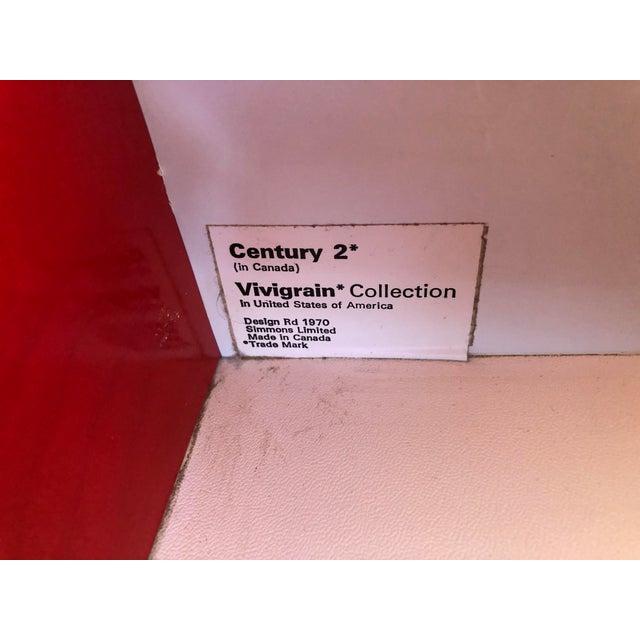 Century 2*
(in Canada)
Vivigrain* Collection
In United States of America
Design Rd 1970
Simmons Limited
Made in Canada
*Trade Mark